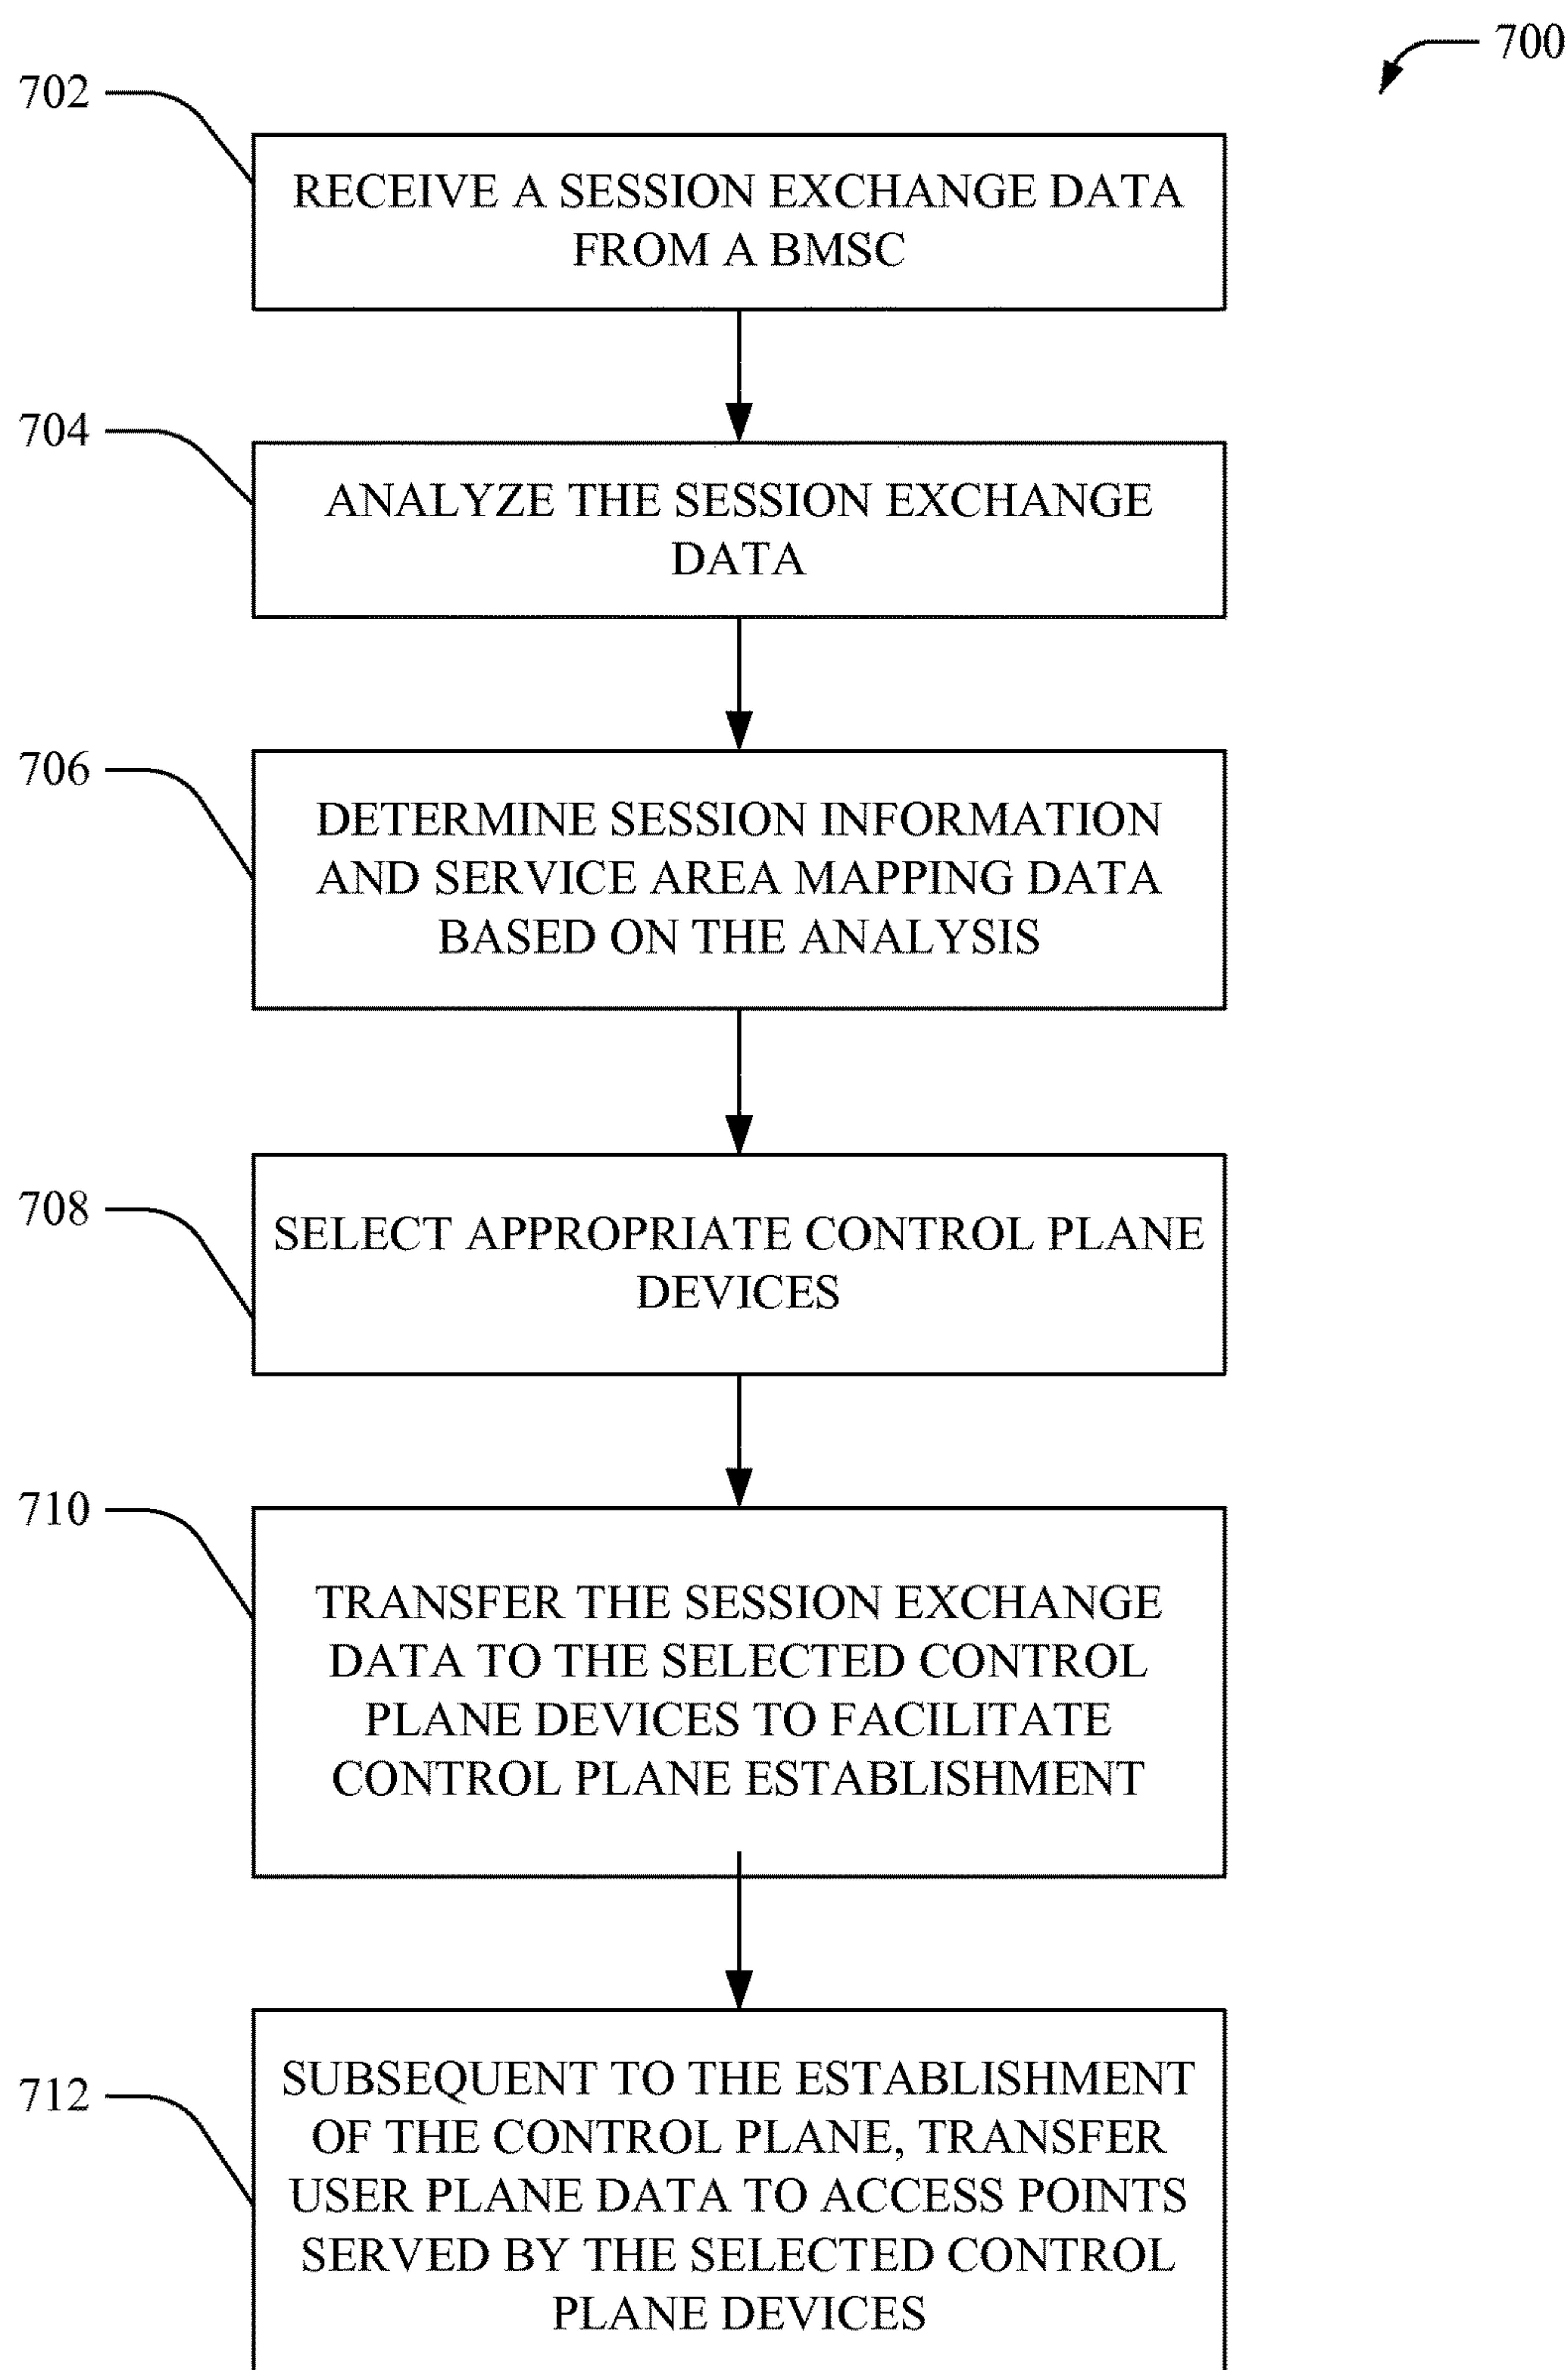 700
702
RECEIVE A SESSION EXCHANGE DATA
FROM A BMSC
704
ANALYZE THE SESSION EXCHANGE
DATA
706
DETERMINE SESSION INFORMATION
AND SERVICE AREA MAPPING DATA
BASED ON THE ANALYSIS
708
SELECT APPROPRIATE CONTROL PLANE
DEVICES
710
TRANSFER THE SESSION EXCHANGE
DATA TO THE SELECTED CONTROL
PLANE DEVICES TO FACILITATE
CONTROL PLANE ESTABLISHMENT
712
SUBSEQUENT TO THE ESTABLISHMENT
OF THE CONTROL PLANE, TRANSFER
USER PLANE DATA TO ACCESS POINTS
SERVED BY THE SELECTED CONTROL
PLANE DEVICES